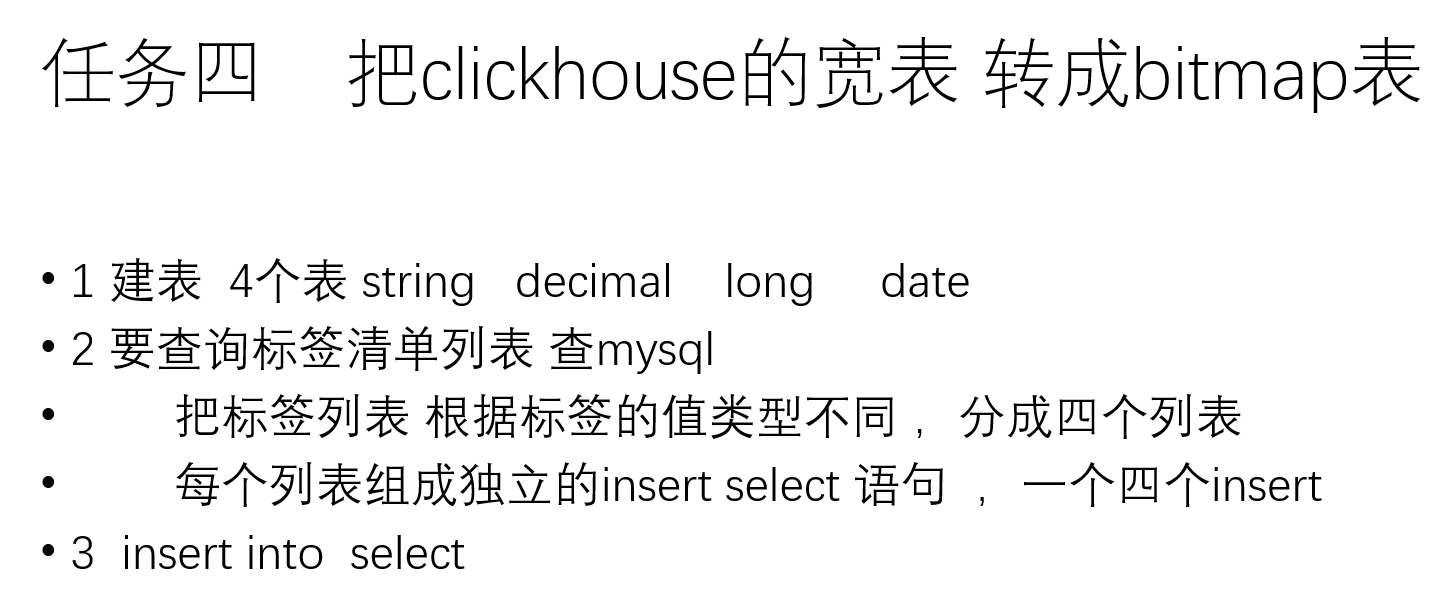 任务四 把clickhouse的宽表 转成bitmap表
• 1 建表 4个表 string decimal long date
• 2 要查询标签清单列表 查mysql
• 把标签列表 根据标签的值类型不同， 分成四个列表
• 每个列表组成独立的insert select 语句 ， 一个四个insert
• 3 insert into select